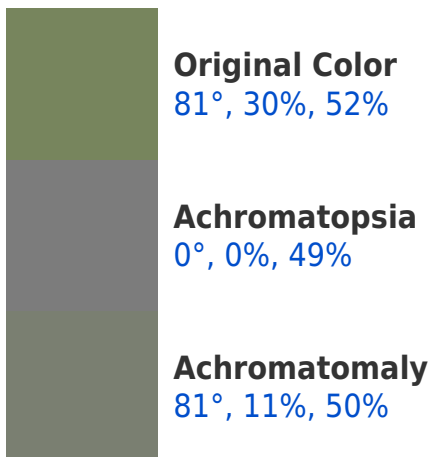 Original Color
81°, 30%, 52%
Achromatopsia
0°, 0%, 49%
Achromatomaly
81°, 11%, 50%